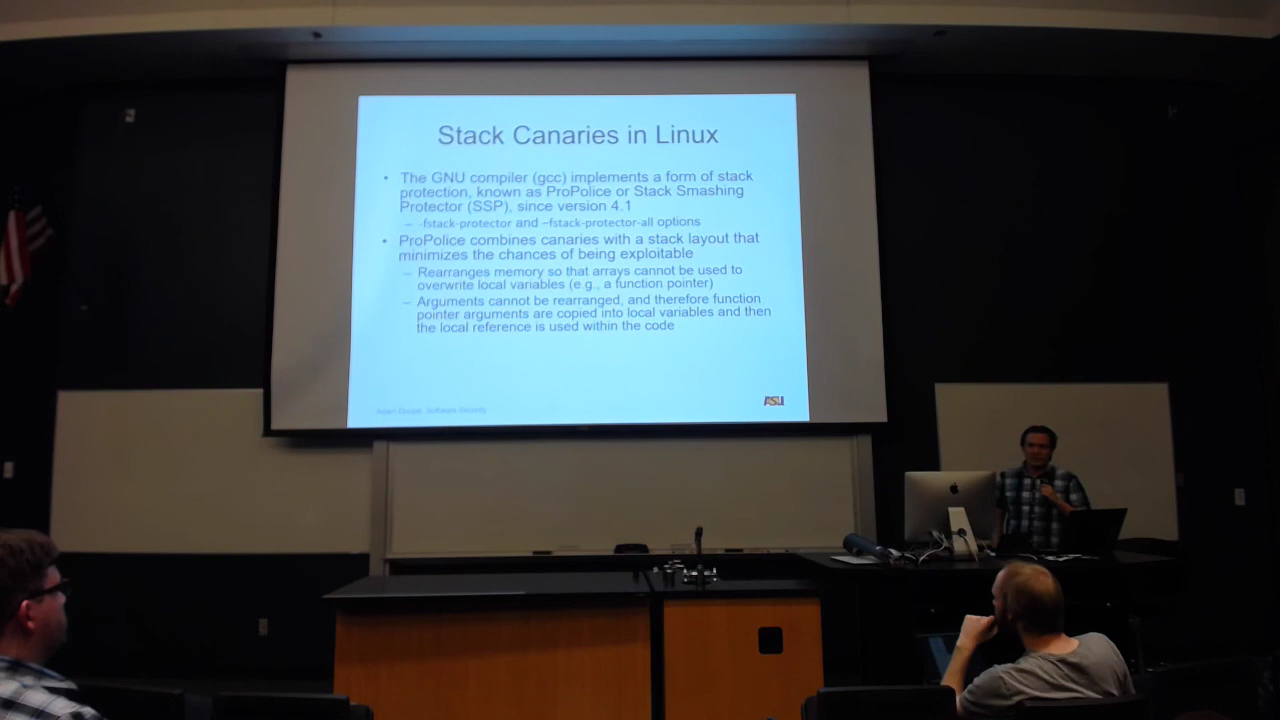 Stack Canaries in Linux
• The GNU compiler (gcc) implements a form of stack
protection, known as ProPolice or Stack Smashing
Protector (SSP), since version 4.1
– -fstack-protector and –fstack-protector-all options
• ProPolice combines canaries with a stack layout that
minimizes the chances of being exploitable
– Rearranges memory so that arrays cannot be used to
overwrite local variables (e.g., a function pointer)
– Arguments cannot be rearranged, and therefore function
pointer arguments are copied into local variables and then
the local reference is used within the code
Adam Doupé, Software Security
ASU